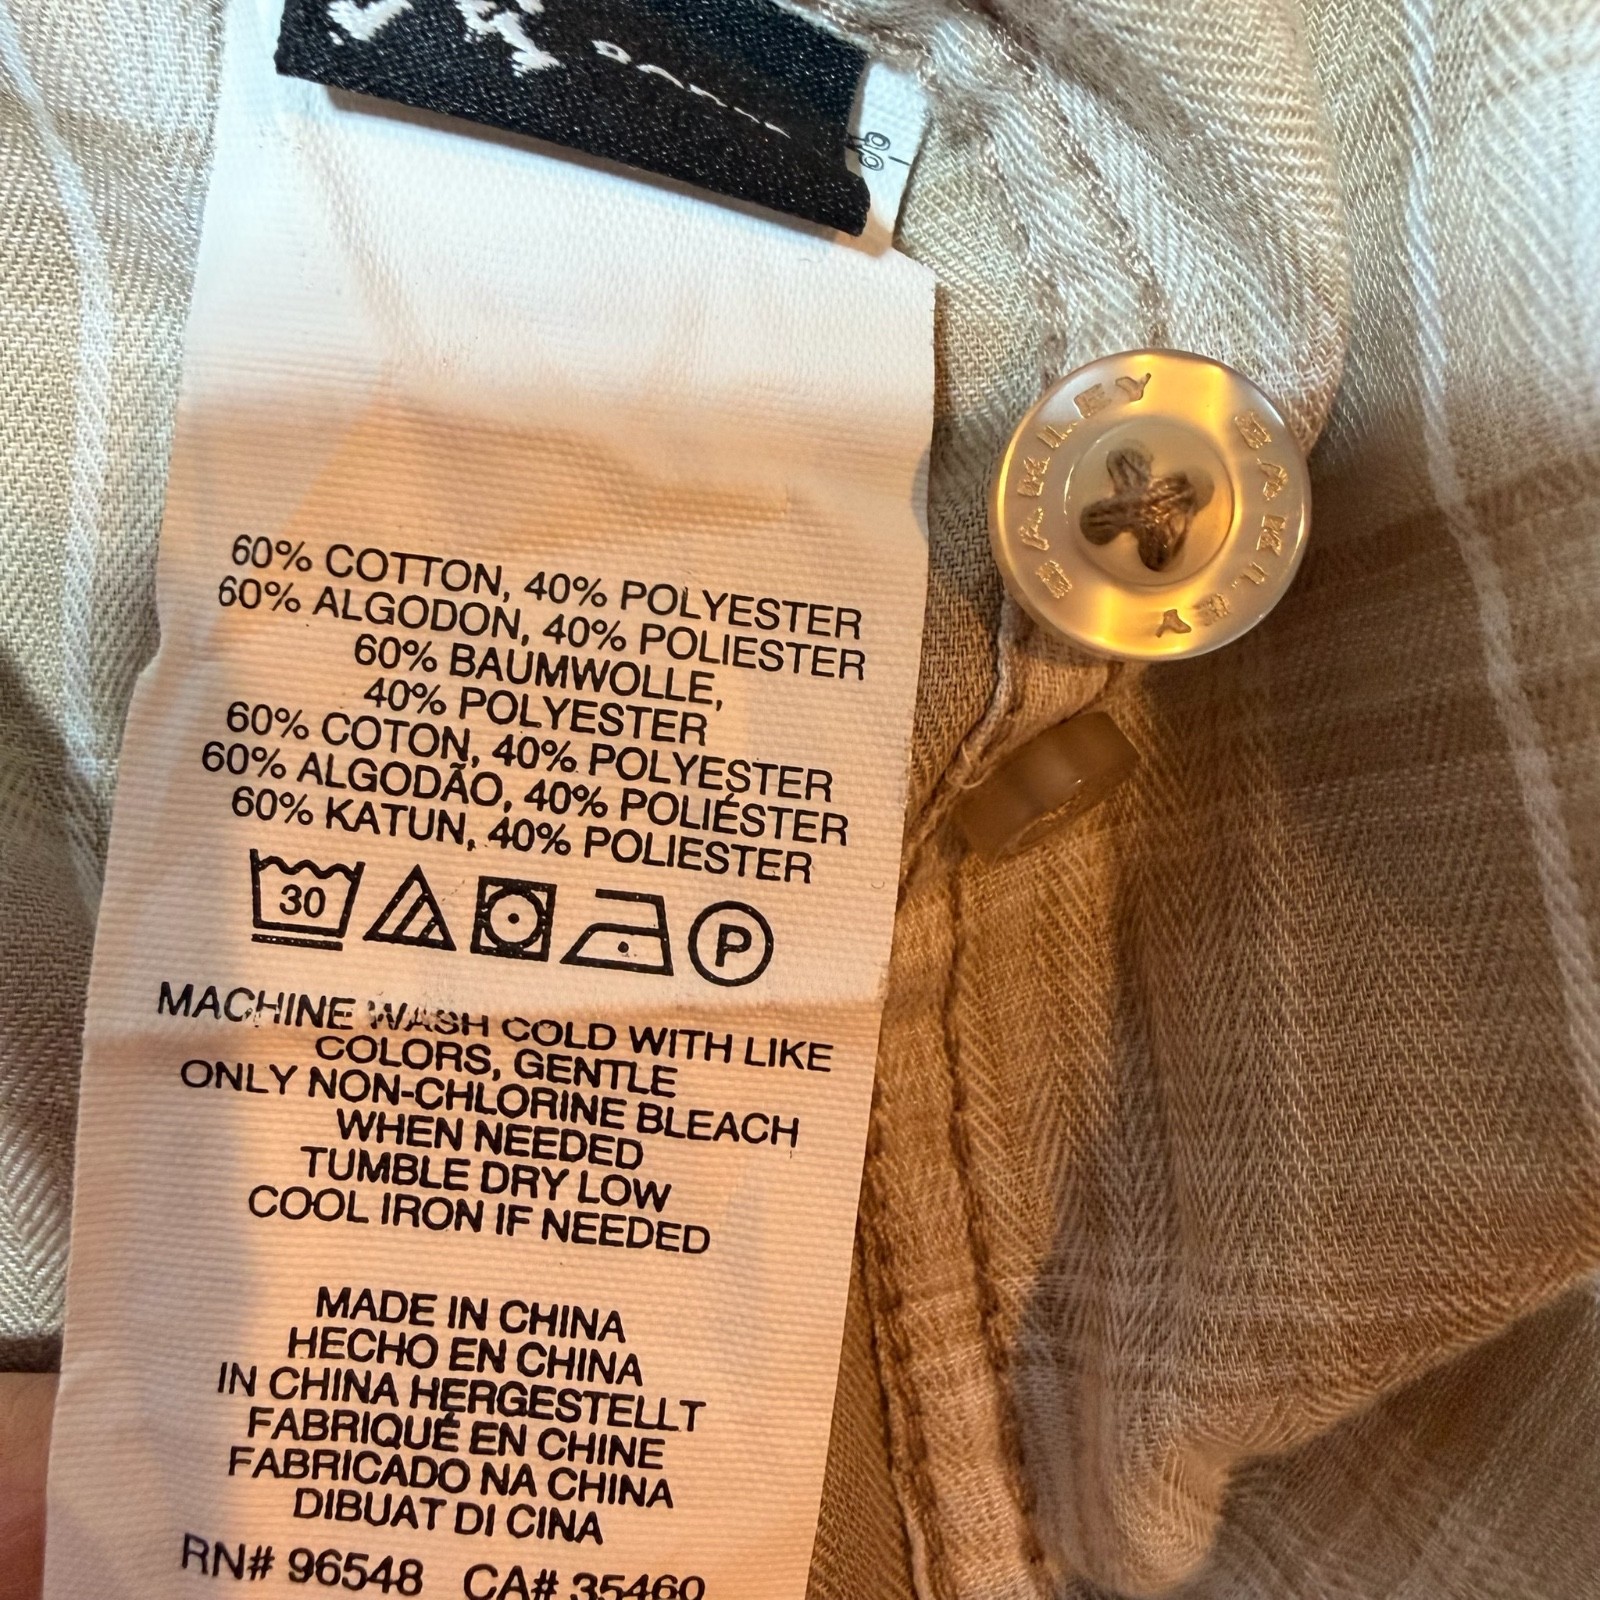 60% COTTON, 40% POLYESTER
60% ALGODON, 40% POLIESTER
60% BAUMWOLLE,
40% POLYESTER
60% COTON, 40% POLYESTER
60% ALGODÃO, 40% POLIÉSTER
60% KATUN, 40% POLIESTER
30
P
MACHINE WASH COLD WITH LIKE
COLORS, GENTLE
ONLY NON-CHLORINE BLEACH
WHEN NEEDED
TUMBLE DRY LOW
COOL IRON IF NEEDED
MADE IN CHINA
HECHO EN CHINA
IN CHINA HERGESTELLT
FABRIQUÉ EN CHINE
FABRICADO NA CHINA
DIBUAT DI CINA
RN# 96548 CA# 35460
OAKLEY
OAKLEY